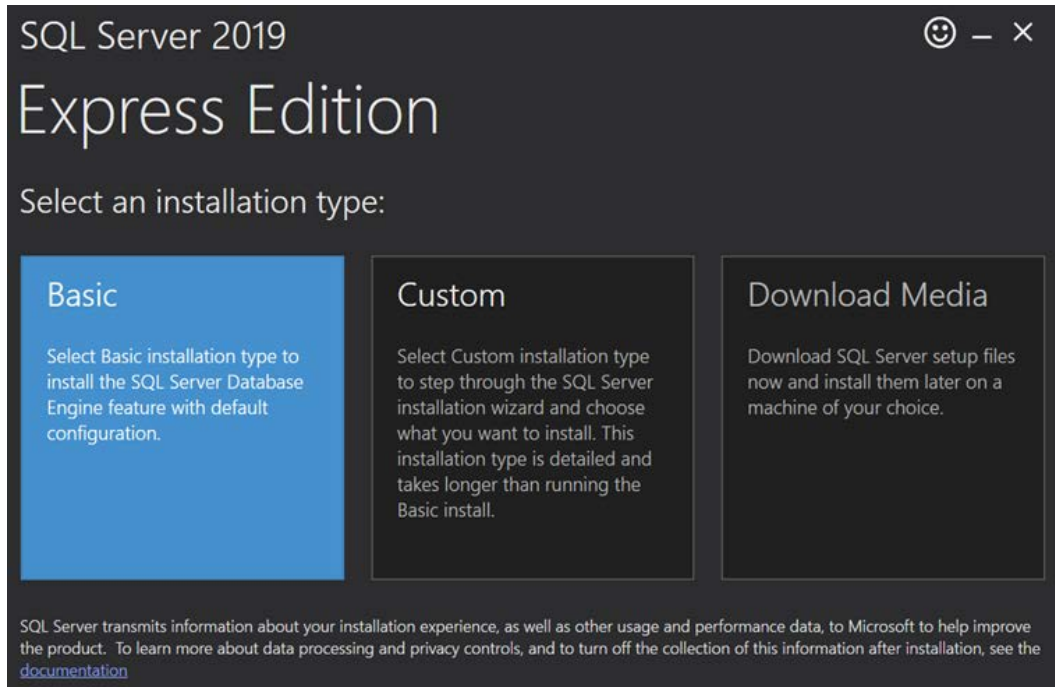 SQL Server 2019
Express Edition
Select an installation type:
Basic
Select Basic installation type to
install the SQL Server Database
Engine feature with default
configuration.
Custom
Select Custom installation type
to step through the SQL Server
installation wizard and choose
what you want to install. This
installation type is detailed and
takes longer than running the
Basic install.
Download Media
Download SQL Server setup files
now and install them later on a
machine of your choice.
SQL Server transmits information about your installation experience, as well as other usage and performance data, to Microsoft to help improve
the product.  To learn more about data processing and privacy controls, and to turn off the collection of this information after installation, see the
documentation